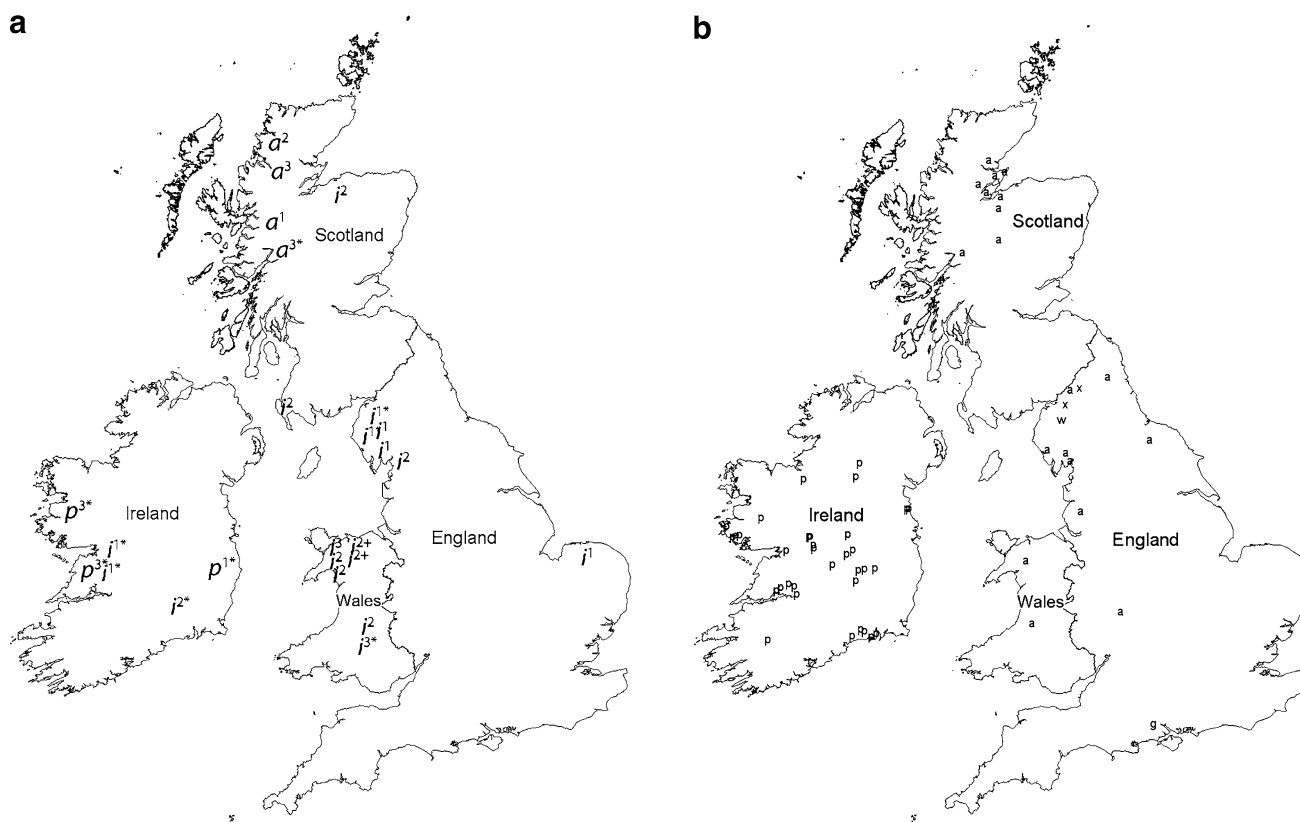 a
b
a²
a³
i²
a¹
Scotland
a³*
i²
i¹*
i¹ i¹
i¹
i²
p³*
Ireland
i¹*
p³* i¹*
p¹*
i²*
i³ i²+
i² i²+
i²
Wales
i²
i³*
England
i¹
a
a
a
a
a
a
a
Scotland
a
a
a
a x
x
w
a
a
a
a
p
p
p
p
Ireland
p
p
p
p
p
p
p
p
p
p p p
p
p
p p
p
p
p
a
England
a
Wales
a
a
g